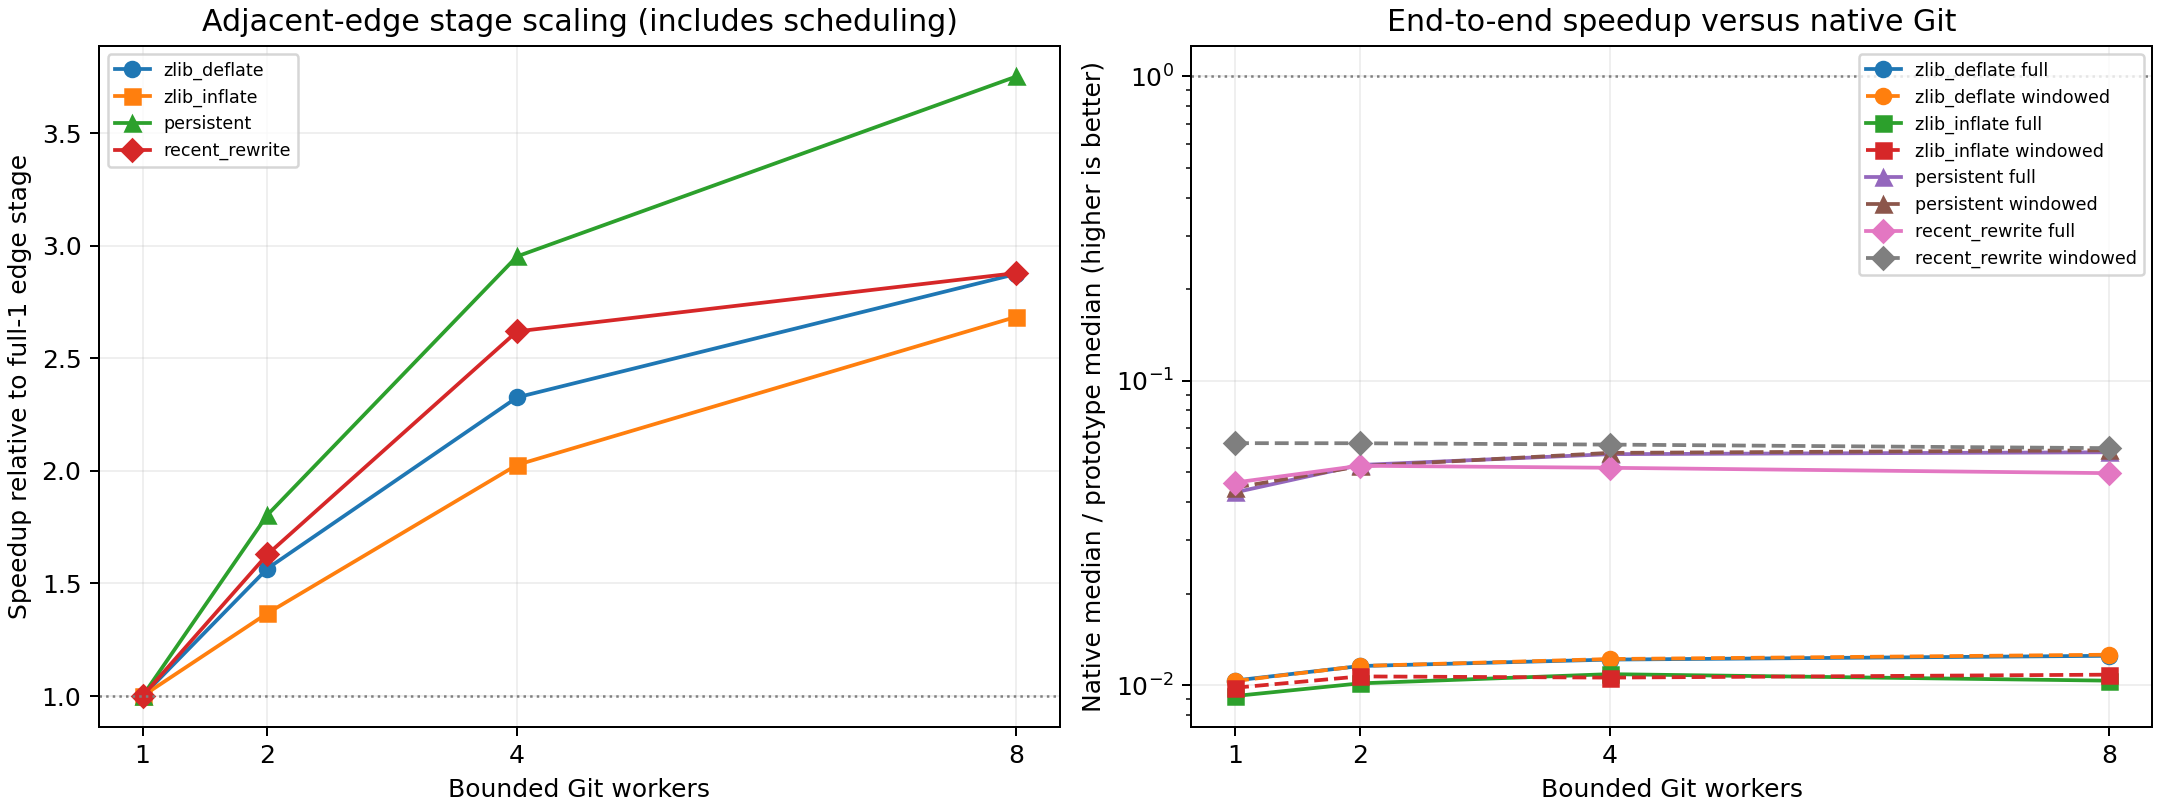 Adjacent-edge stage scaling (includes scheduling)
zlib_deflate
zlib_inflate
persistent
recent_rewrite
Speedup relative to full-1 edge stage
3.5
3.0
2.5
2.0
1.5
1.0
1 2 4 8
Bounded Git workers
End-to-end speedup versus native Git
zlib_deflate full
zlib_deflate windowed
zlib_inflate full
zlib_inflate windowed
persistent full
persistent windowed
recent_rewrite full
recent_rewrite windowed
Native median / prototype median (higher is better)
10⁰
10⁻¹
10⁻²
1 2 4 8
Bounded Git workers